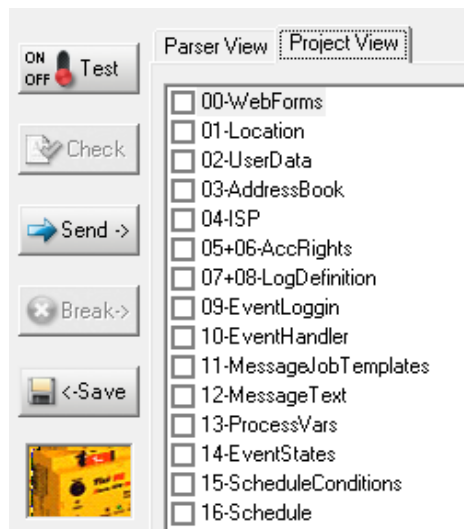 ON
OFF
Test
Check
Send ->
Break->
<-Save
Parser View
Project View
00-WebForms
01-Location
02-UserData
03-AddressBook
04-ISP
05+06-AccRights
07+08-LogDefinition
09-EventLoggin
10-EventHandler
11-MessageJobTemplates
12-MessageText
13-ProcessVars
14-EventStates
15-ScheduleConditions
16-Schedule